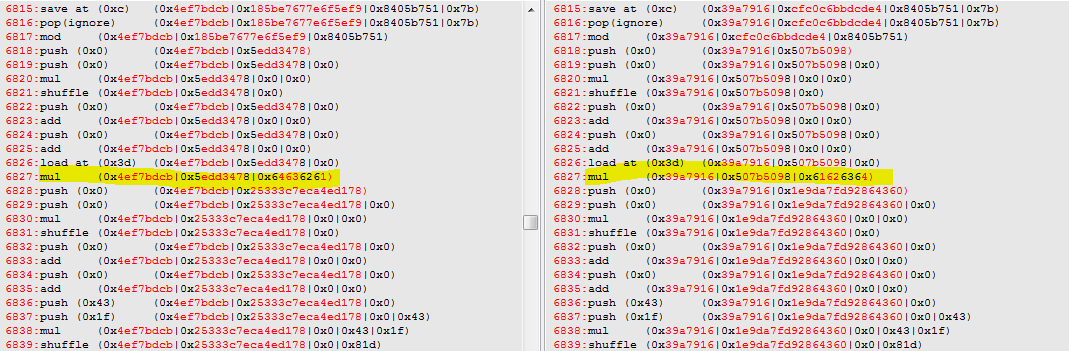 6815:save at (0xc) (0x4ef7bdcb|0x185be7677e6f5ef9|0x8405b751|0x7b)
6816:pop(ignore) (0x4ef7bdcb|0x185be7677e6f5ef9|0x8405b751|0x7b)
6817:mod (0x4ef7bdcb|0x185be7677e6f5ef9|0x8405b751)
6818:push (0x0) (0x4ef7bdcb|0x5edd3478)
6819:push (0x0) (0x4ef7bdcb|0x5edd3478|0x0)
6820:mul (0x4ef7bdcb|0x5edd3478|0x0|0x0)
6821:shuffle (0x4ef7bdcb|0x5edd3478|0x0|0x0)
6822:push (0x0) (0x4ef7bdcb|0x5edd3478|0x0)
6823:add (0x4ef7bdcb|0x5edd3478|0x0|0x0)
6824:push (0x0) (0x4ef7bdcb|0x5edd3478|0x0)
6825:add (0x4ef7bdcb|0x5edd3478|0x0|0x0)
6826:load at (0x3d) (0x4ef7bdcb|0x5edd3478|0x0)
6827:mul (0x4ef7bdcb|0x5edd3478|0x64636261)
6828:push (0x0) (0x4ef7bdcb|0x25333c7eca4ed178)
6829:push (0x0) (0x4ef7bdcb|0x25333c7eca4ed178|0x0)
6830:mul (0x4ef7bdcb|0x25333c7eca4ed178|0x0|0x0)
6831:shuffle (0x4ef7bdcb|0x25333c7eca4ed178|0x0|0x0)
6832:push (0x0) (0x4ef7bdcb|0x25333c7eca4ed178|0x0)
6833:add (0x4ef7bdcb|0x25333c7eca4ed178|0x0|0x0)
6834:push (0x0) (0x4ef7bdcb|0x25333c7eca4ed178|0x0)
6835:add (0x4ef7bdcb|0x25333c7eca4ed178|0x0|0x0)
6836:push (0x43) (0x4ef7bdcb|0x25333c7eca4ed178|0x0)
6837:push (0x1f) (0x4ef7bdcb|0x25333c7eca4ed178|0x0|0x43)
6838:mul (0x4ef7bdcb|0x25333c7eca4ed178|0x0|0x43|0x1f)
6839:shuffle (0x4ef7bdcb|0x25333c7eca4ed178|0x0|0x81d)
6815:save at (0xc) (0x39a7916|0xcfc0c6bbdcde4|0x8405b751|0x7b)
6816:pop(ignore) (0x39a7916|0xcfc0c6bbdcde4|0x8405b751|0x7b)
6817:mod (0x39a7916|0xcfc0c6bbdcde4|0x8405b751)
6818:push (0x0) (0x39a7916|0x507b5098)
6819:push (0x0) (0x39a7916|0x507b5098|0x0)
6820:mul (0x39a7916|0x507b5098|0x0|0x0)
6821:shuffle (0x39a7916|0x507b5098|0x0|0x0)
6822:push (0x0) (0x39a7916|0x507b5098|0x0)
6823:add (0x39a7916|0x507b5098|0x0|0x0)
6824:push (0x0) (0x39a7916|0x507b5098|0x0)
6825:add (0x39a7916|0x507b5098|0x0|0x0)
6826:load at (0x3d) (0x39a7916|0x507b5098|0x0)
6827:mul (0x39a7916|0x507b5098|0x61626364)
6828:push (0x0) (0x39a7916|0x1e9da7fd92864360)
6829:push (0x0) (0x39a7916|0x1e9da7fd92864360|0x0)
6830:mul (0x39a7916|0x1e9da7fd92864360|0x0|0x0)
6831:shuffle (0x39a7916|0x1e9da7fd92864360|0x0|0x0)
6832:push (0x0) (0x39a7916|0x1e9da7fd92864360|0x0)
6833:add (0x39a7916|0x1e9da7fd92864360|0x0|0x0)
6834:push (0x0) (0x39a7916|0x1e9da7fd92864360|0x0)
6835:add (0x39a7916|0x1e9da7fd92864360|0x0|0x0)
6836:push (0x43) (0x39a7916|0x1e9da7fd92864360|0x0)
6837:push (0x1f) (0x39a7916|0x1e9da7fd92864360|0x0|0x43)
6838:mul (0x39a7916|0x1e9da7fd92864360|0x0|0x43|0x1f)
6839:shuffle (0x39a7916|0x1e9da7fd92864360|0x0|0x81d)